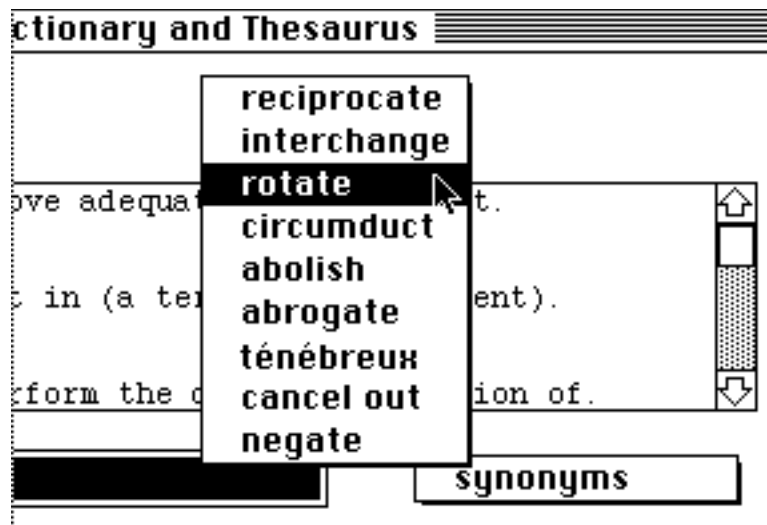 ctionary and Thesaurus
reciprocate
interchange
rotate
circumduct
abolish
abrogate
ténébreux
cancel out
negate
ove adequat t.
t in (a ter ent).
rform the ion of.
synonyms